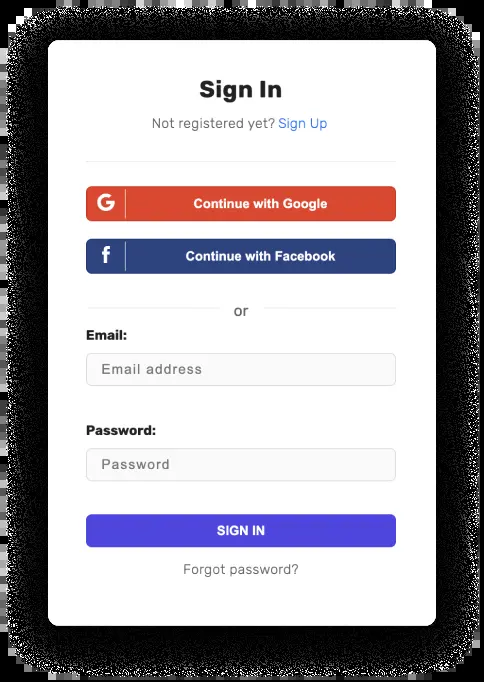 Sign In
Not registered yet? Sign Up
G Continue with Google
f Continue with Facebook
or
Email:
Email address
Password:
Password
SIGN IN
Forgot password?